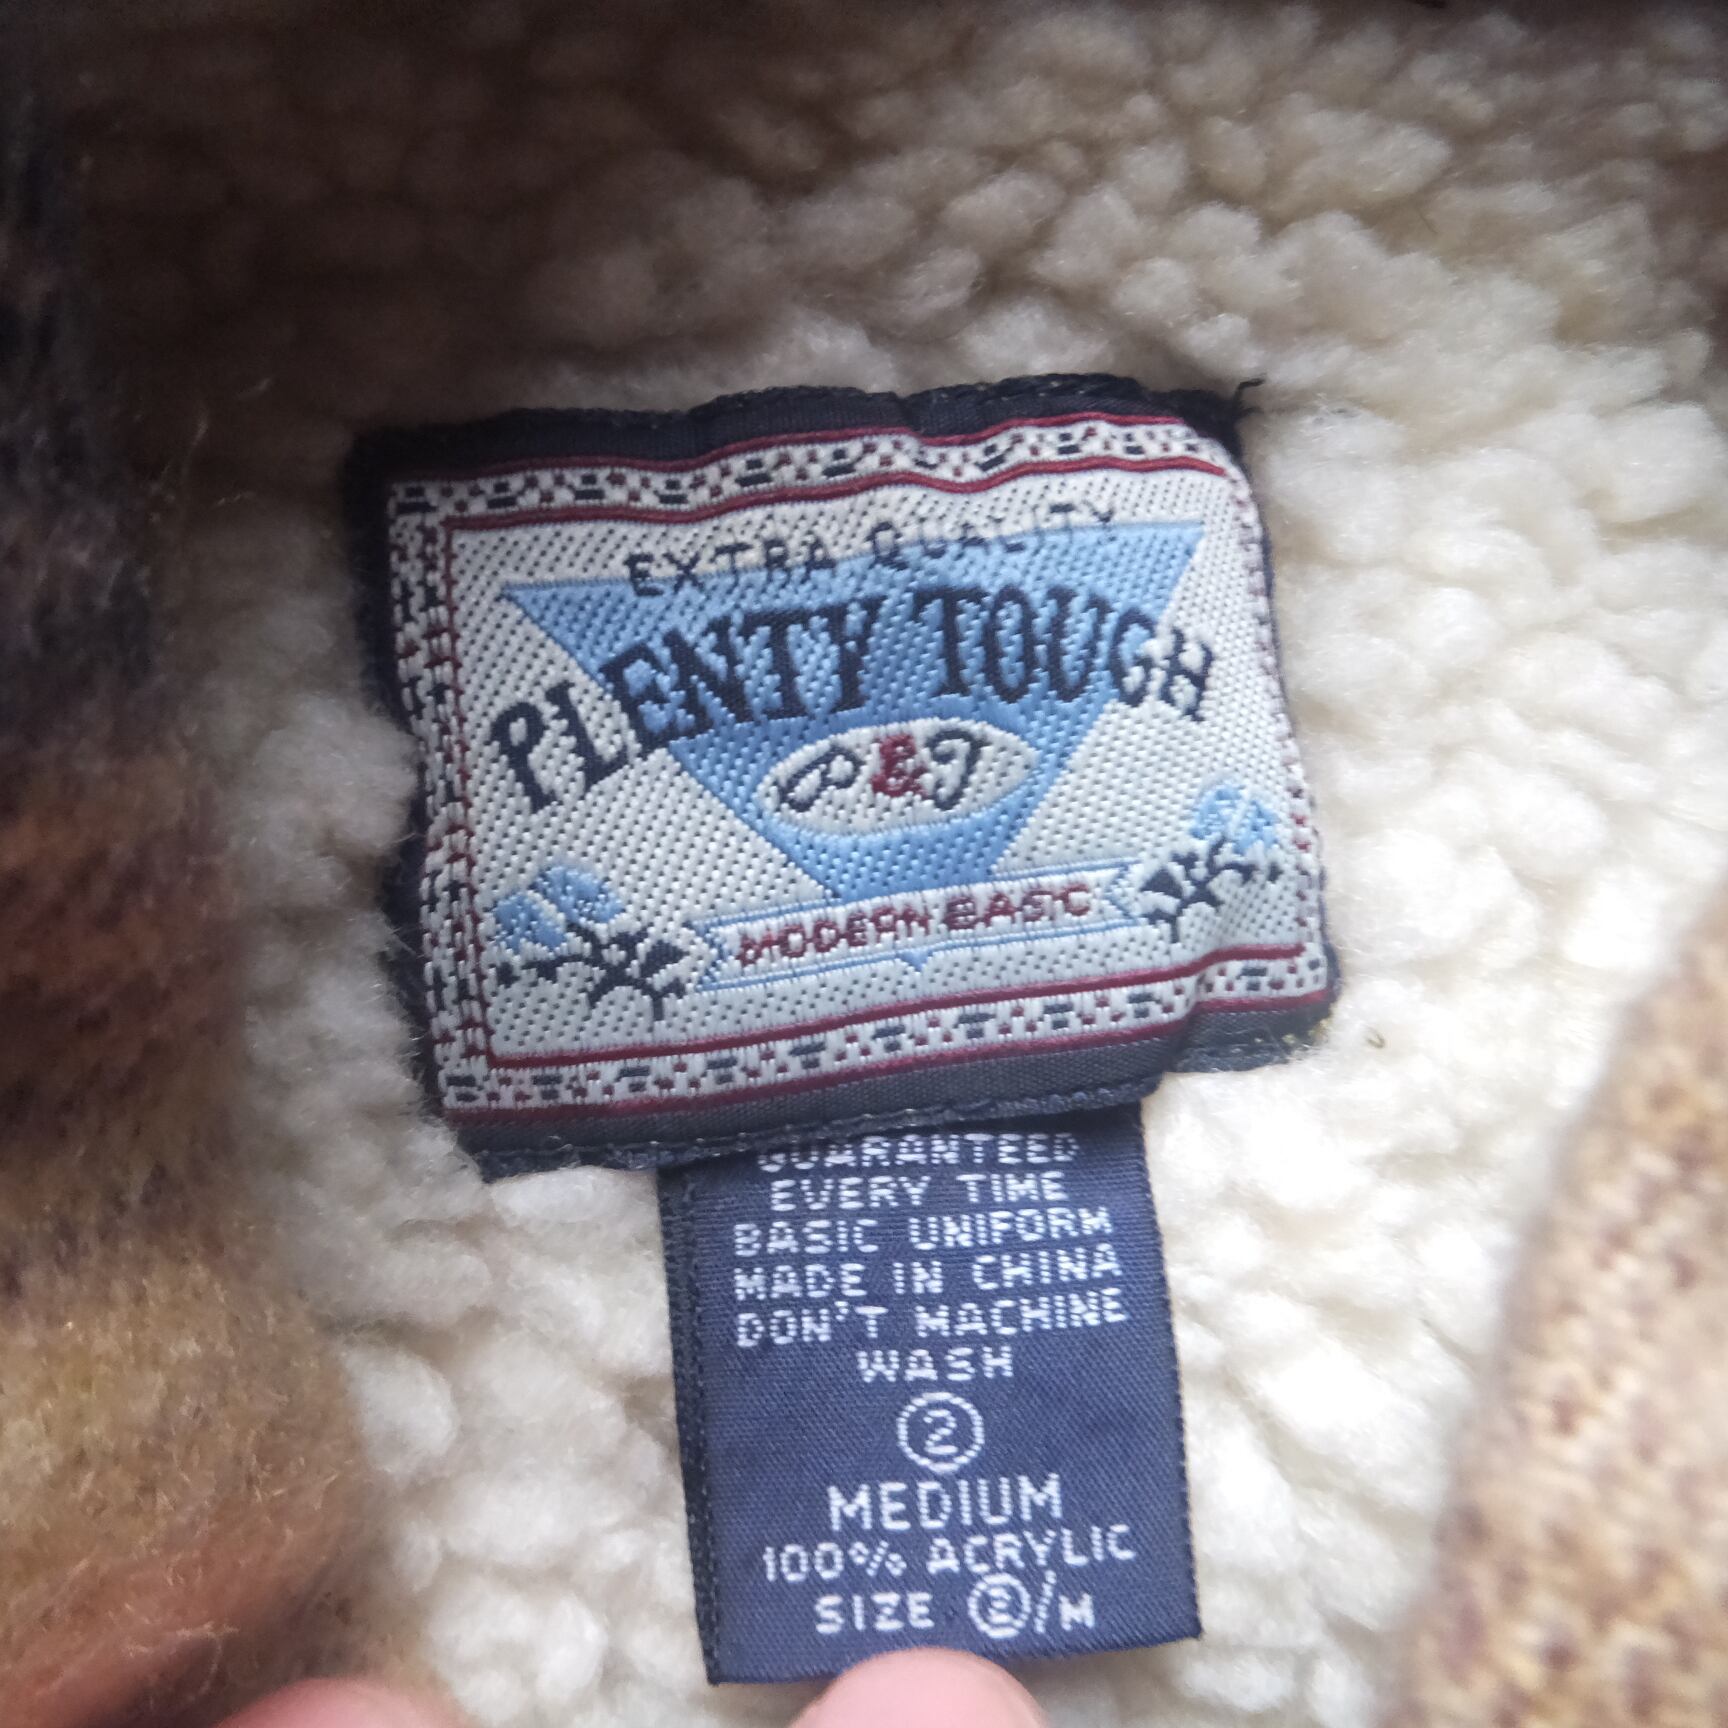 EXTRA QUALITY
PLENTY TOUGH
P&T
MODERN BASIC
GUARANTEED
EVERY TIME
BASIC UNIFORM
MADE IN CHINA
DON'T MACHINE
WASH
②
MEDIUM
100% ACRYLIC
SIZE ②/M